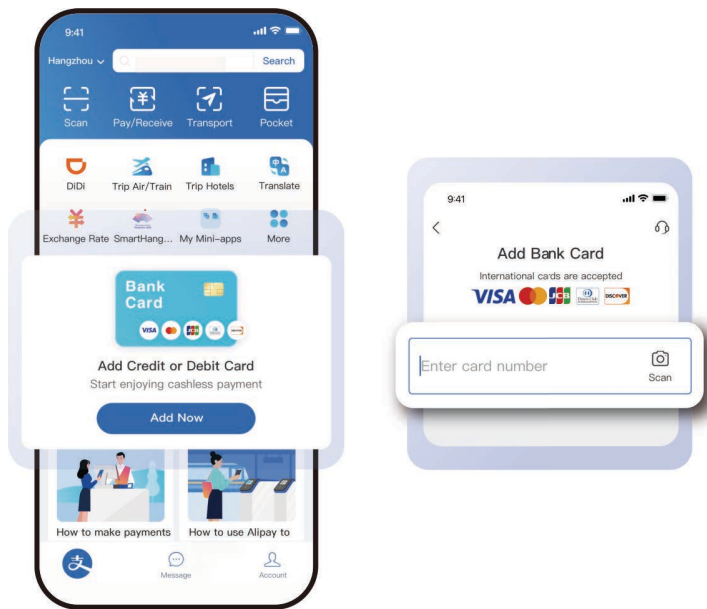 9:41
Hangzhou
Search
Scan
Pay/Receive
Transport
Pocket
DiDi
Trip Air/Train
Trip Hotels
Translate
Exchange Rate
SmartHang...
My Mini-apps
More
Bank
Card
VISA
JCB
Add Credit or Debit Card
Start enjoying cashless payment
Add Now
How to make payments
How to use Alipay to
支
Message
Account
9:41
Add Bank Card
International cards are accepted
VISA
JCB
Diners Club
DISCOVER
Enter card number
Scan